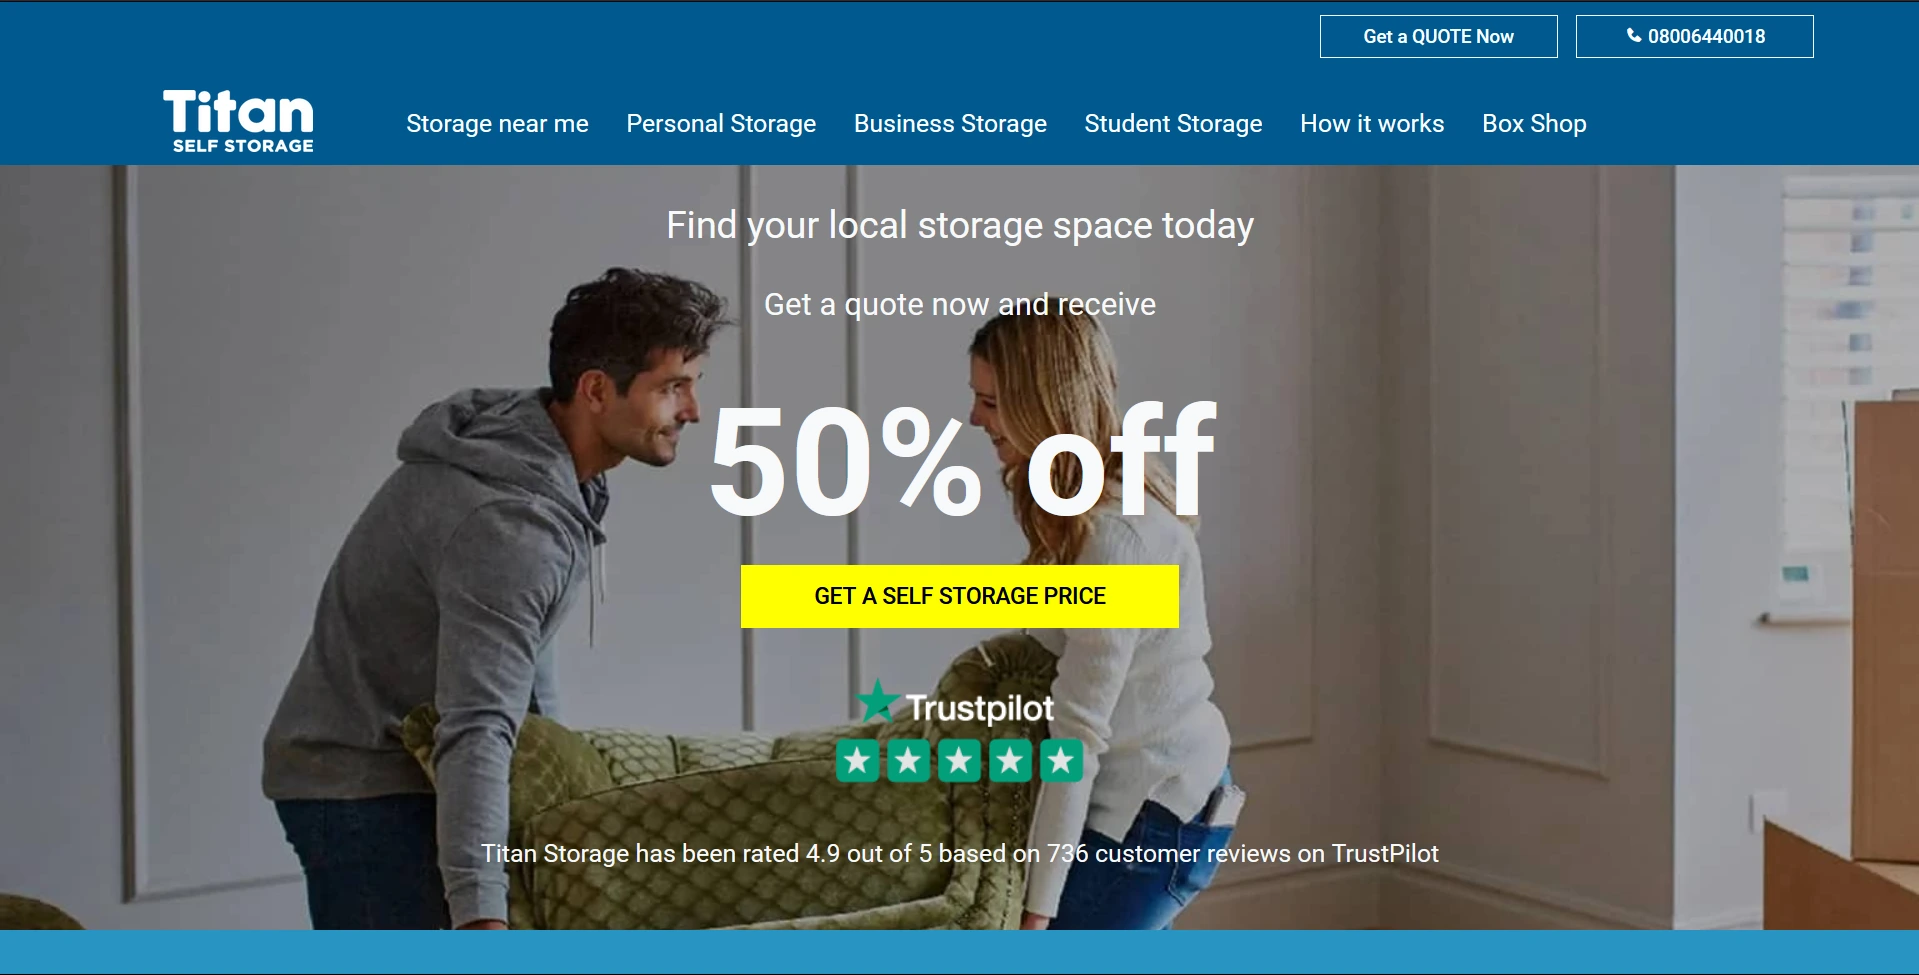 Get a QUOTE Now
08006440018
Titan
SELF STORAGE
Storage near me
Personal Storage
Business Storage
Student Storage
How it works
Box Shop
Find your local storage space today
Get a quote now and receive
50% off
GET A SELF STORAGE PRICE
Trustpilot
Titan Storage has been rated 4.9 out of 5 based on 736 customer reviews on TrustPilot